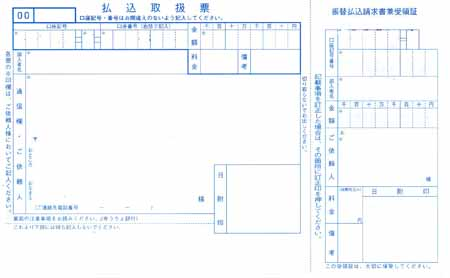 00
払込取扱票
口座記号・番号はお間違えのないよう記入してください。
口座記号
口座番号(右詰で記入)
金額
千 百 十 万 千 百 十 円
加入者名
料金
備考
通信欄・ご依頼人
〒
おところ
おなまえ
様
(ご連絡先電話番号 - - )
日附印
裏面の注意事項をお読みください。(ゆうちょ銀行)
これより下部には何も記入しないでください。
各票の※印欄は、ご依頼人様においてご記入ください。
切り取らないでお出しください。
振替払込請求書兼受領証
口座記号番号
加入者名
金額
千 百 十 万 千 百 十 円
ご依頼人
様
料金
日附印
備考
記載事項を訂正した場合は、その箇所に訂正印を押してください。
この受領証は、大切に保管してください。